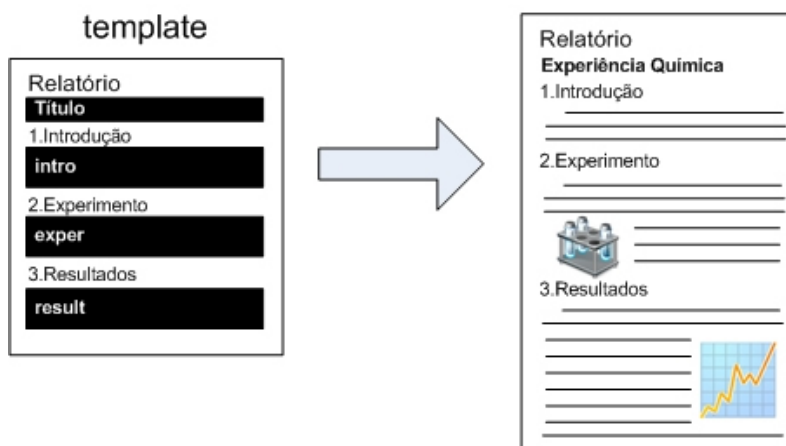 template
Relatório
Título
1.Introdução
intro
2.Experimento
exper
3.Resultados
result
Relatório
Experiência Química
1.Introdução
2.Experimento
3.Resultados